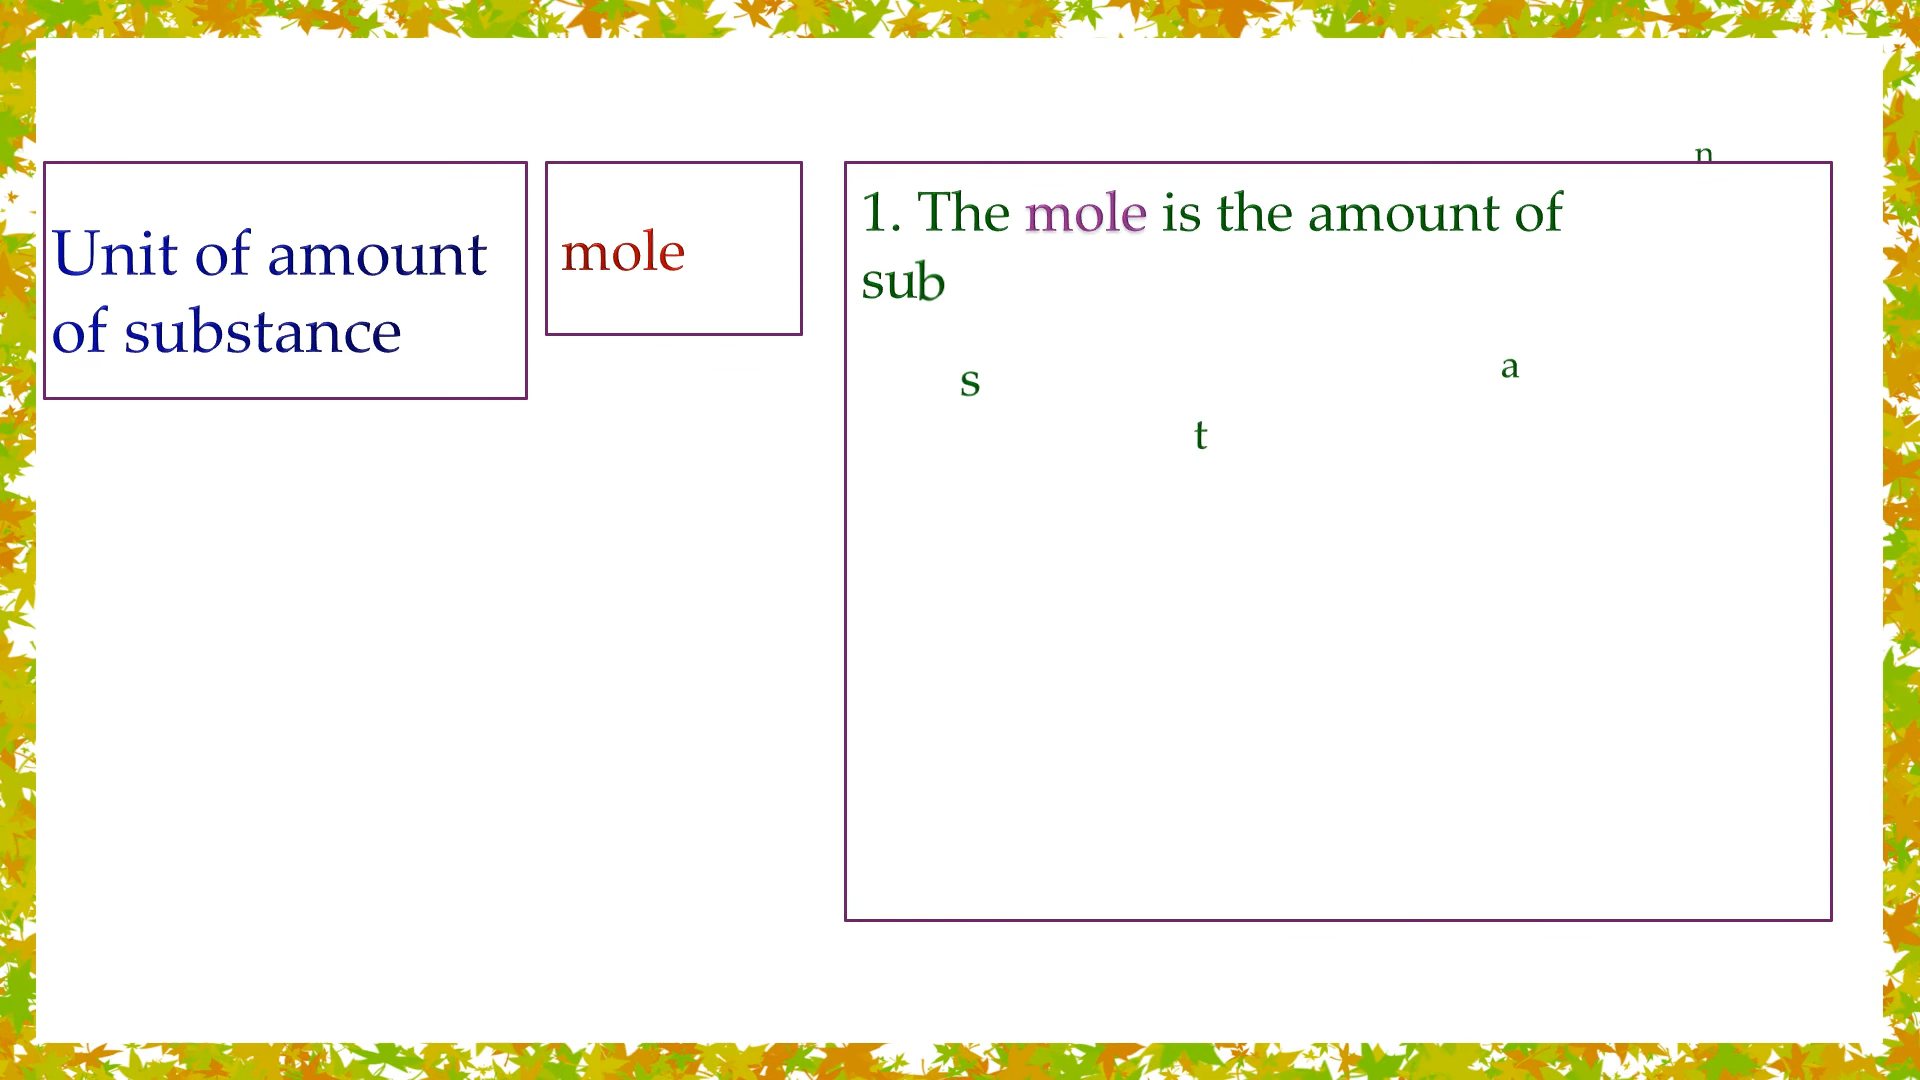 Unit of amount
of substance
mole
1. The mole is the amount of
sub
s
t
a
n